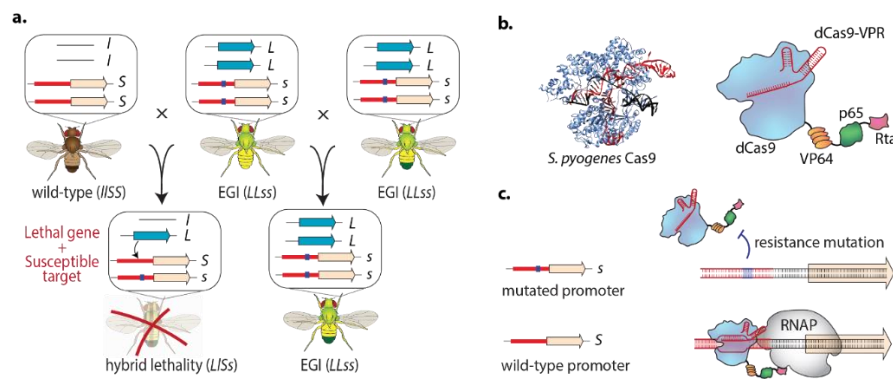 a.
l
l
S
S
L
L
s
s
L
L
s
s
×
×
wild-type (llSS)
EGI (LLss)
EGI (LLss)
Lethal gene
+
Susceptible
target
l
L
S
s
L
L
s
s
hybrid lethality (LlSs)
EGI (LLss)
b.
dCas9-VPR
p65
Rta
S. pyogenes Cas9
dCas9
VP64
c.
resistance mutation
s
mutated promoter
RNAP
S
wild-type promoter